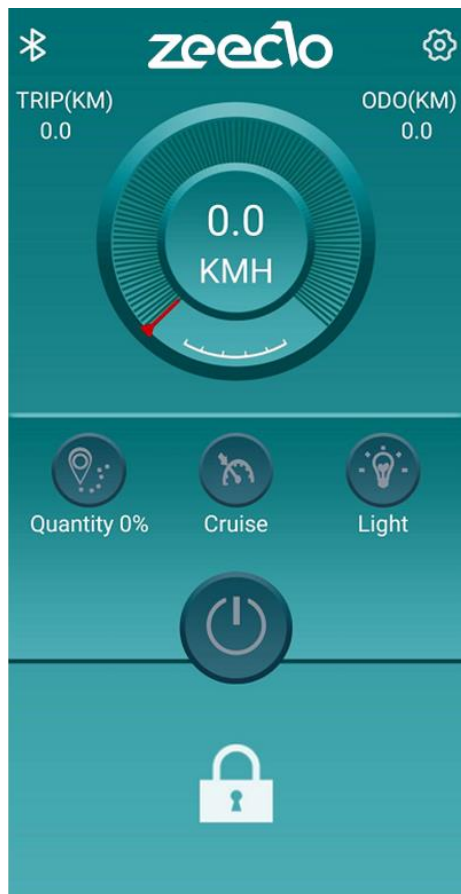 zeeclo
TRIP(KM)
0.0
ODO(KM)
0.0
0.0
KMH
Quantity 0%
Cruise
Light